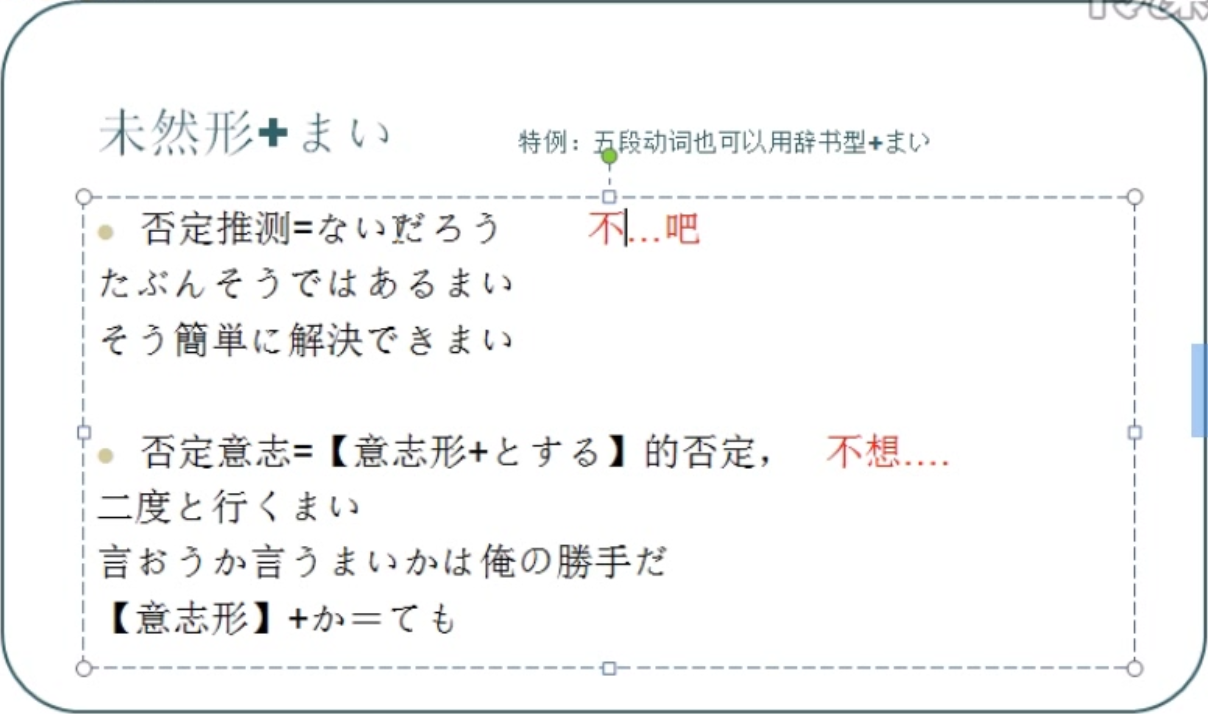 未然形+まい
特例：五段动词也可以用辞书型+まい
否定推测=ないだろう 不...吧
たぶんそうではあるまい
そう簡単に解決できまい
否定意志=【意志形+とする】的否定， 不想....
二度と行くまい
言おうか言うまいかは俺の勝手だ
【意志形】+か＝ても